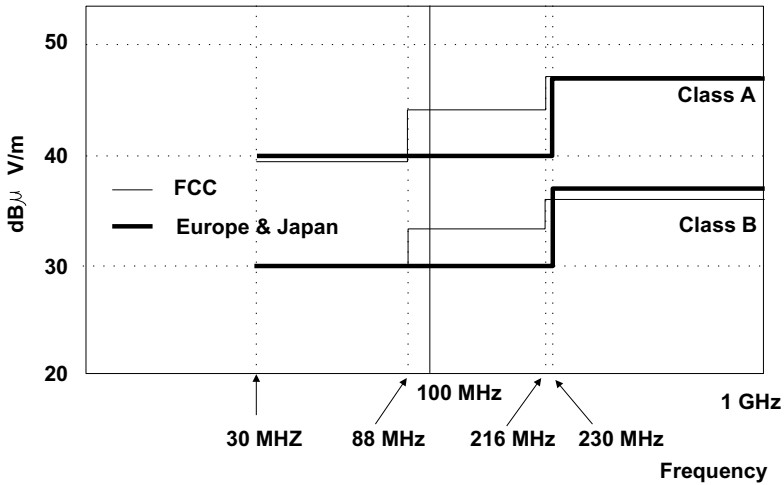 50
40
30
20
dBμ V/m
FCC
Europe & Japan
Class A
Class B
100 MHz
1 GHz
30 MHZ
88 MHz
216 MHz
230 MHz
Frequency